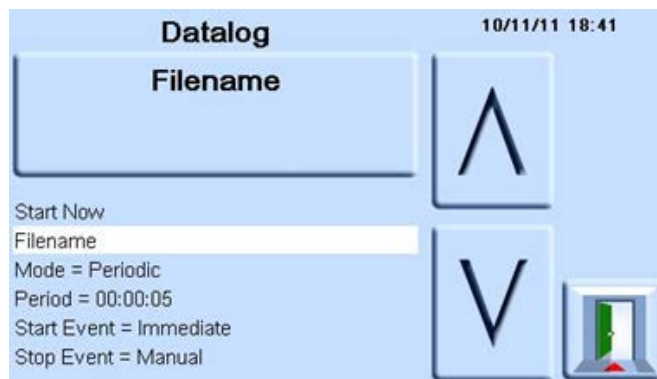 Datalog
10/11/11 18:41
Filename
Start Now
Filename
Mode = Periodic
Period = 00:00:05
Start Event = Immediate
Stop Event = Manual